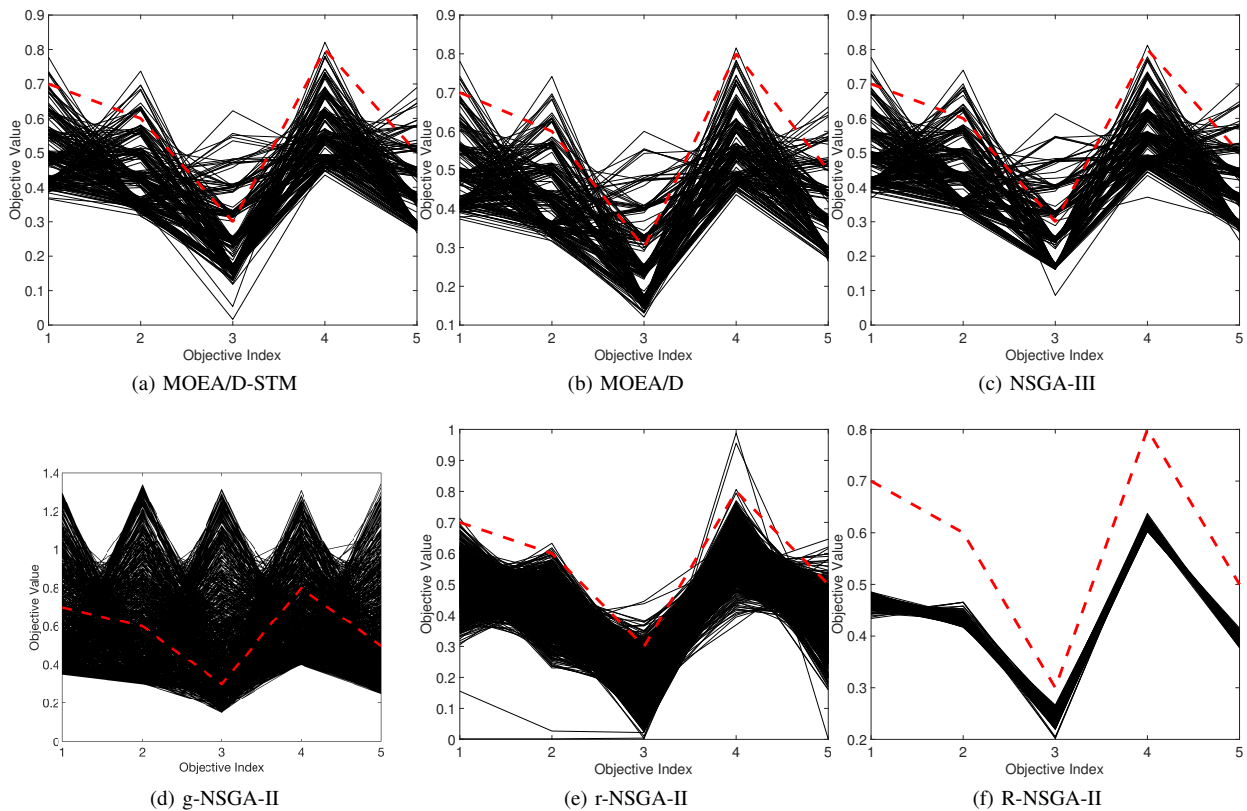 0.9
0.8
0.7
0.6
0.5
0.4
0.3
0.2
0.1
0
Objective Value
1 2 3 4 5
Objective Index
(a) MOEA/D-STM
0.9
0.8
0.7
0.6
0.5
0.4
0.3
0.2
0.1
Objective Value
1 2 3 4 5
Objective Index
(b) MOEA/D
0.9
0.8
0.7
0.6
0.5
0.4
0.3
0.2
0.1
0
Objective Value
1 2 3 4 5
Objective Index
(c) NSGA-III
1.4
1.2
1
0.8
0.6
0.4
0.2
0
Objective Value
1 2 3 4 5
Objective Index
(d) g-NSGA-II
1
0.9
0.8
0.7
0.6
0.5
0.4
0.3
0.2
0.1
0
Objective Value
1 2 3 4 5
Objective Index
(e) r-NSGA-II
0.8
0.7
0.6
0.5
0.4
0.3
0.2
Objective Value
1 2 3 4 5
Objective Index
(f) R-NSGA-II